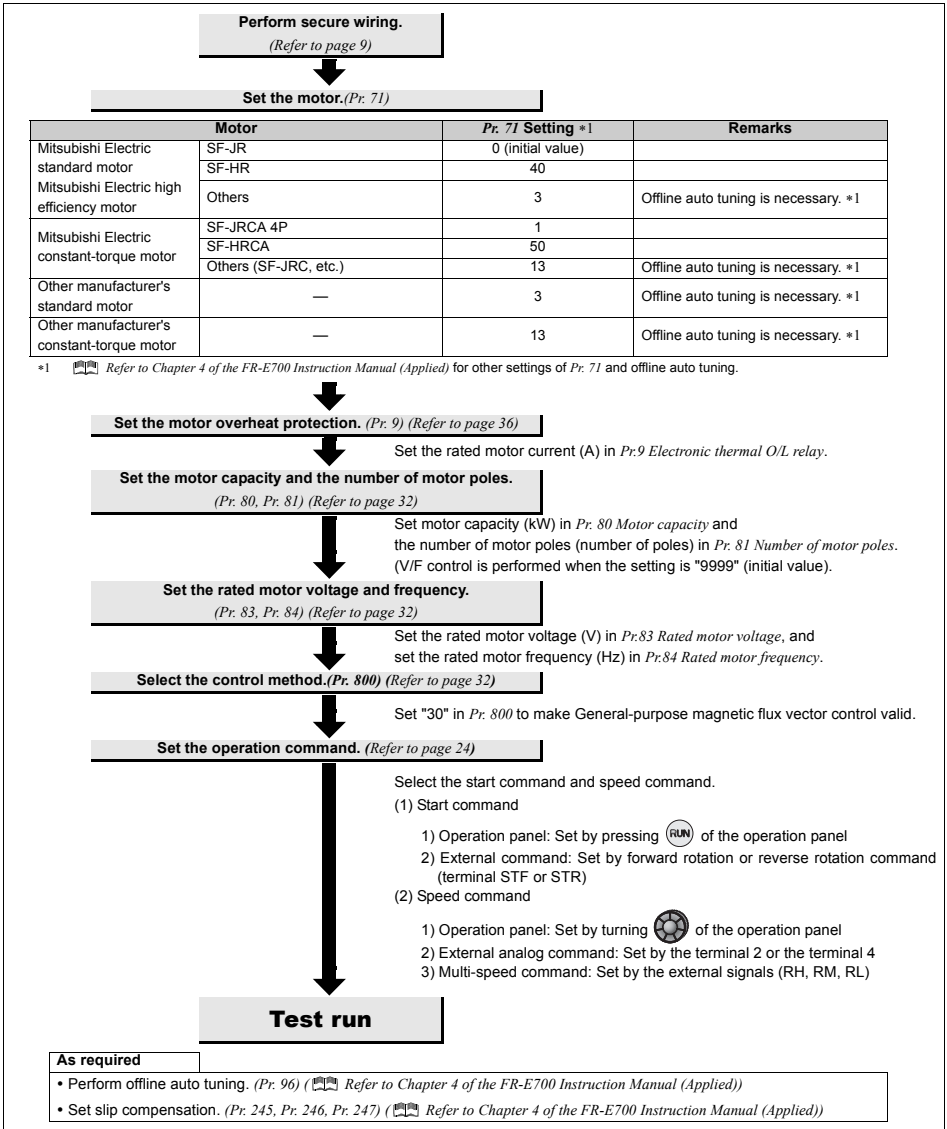 Perform secure wiring.
(Refer to page 9)
Set the motor.(Pr. 71)
Motor Pr. 71 Setting *1 Remarks
Mitsubishi Electric
standard motor
Mitsubishi Electric high
efficiency motor
SF-JR 0 (initial value)
SF-HR 40
Others 3 Offline auto tuning is necessary. *1
Mitsubishi Electric
constant-torque motor
SF-JRCA 4P 1
SF-HRCA 50
Others (SF-JRC, etc.) 13 Offline auto tuning is necessary. *1
Other manufacturer's
standard motor
— 3 Offline auto tuning is necessary. *1
Other manufacturer's
constant-torque motor
— 13 Offline auto tuning is necessary. *1
*1 Refer to Chapter 4 of the FR-E700 Instruction Manual (Applied) for other settings of Pr. 71 and offline auto tuning.
Set the motor overheat protection. (Pr. 9) (Refer to page 36)
Set the rated motor current (A) in Pr.9 Electronic thermal O/L relay.
Set the motor capacity and the number of motor poles.
(Pr. 80, Pr. 81) (Refer to page 32)
Set motor capacity (kW) in Pr. 80 Motor capacity and
the number of motor poles (number of poles) in Pr. 81 Number of motor poles.
(V/F control is performed when the setting is "9999" (initial value).
Set the rated motor voltage and frequency.
(Pr. 83, Pr. 84) (Refer to page 32)
Set the rated motor voltage (V) in Pr.83 Rated motor voltage, and
set the rated motor frequency (Hz) in Pr.84 Rated motor frequency.
Select the control method.(Pr. 800) (Refer to page 32)
Set "30" in Pr. 800 to make General-purpose magnetic flux vector control valid.
Set the operation command. (Refer to page 24)
Select the start command and speed command.
(1) Start command
1) Operation panel: Set by pressing RUN of the operation panel
2) External command: Set by forward rotation or reverse rotation command
(terminal STF or STR)
(2) Speed command
1) Operation panel: Set by turning of the operation panel
2) External analog command: Set by the terminal 2 or the terminal 4
3) Multi-speed command: Set by the external signals (RH, RM, RL)
Test run
As required
• Perform offline auto tuning. (Pr. 96) ( Refer to Chapter 4 of the FR-E700 Instruction Manual (Applied))
• Set slip compensation. (Pr. 245, Pr. 246, Pr. 247) ( Refer to Chapter 4 of the FR-E700 Instruction Manual (Applied))